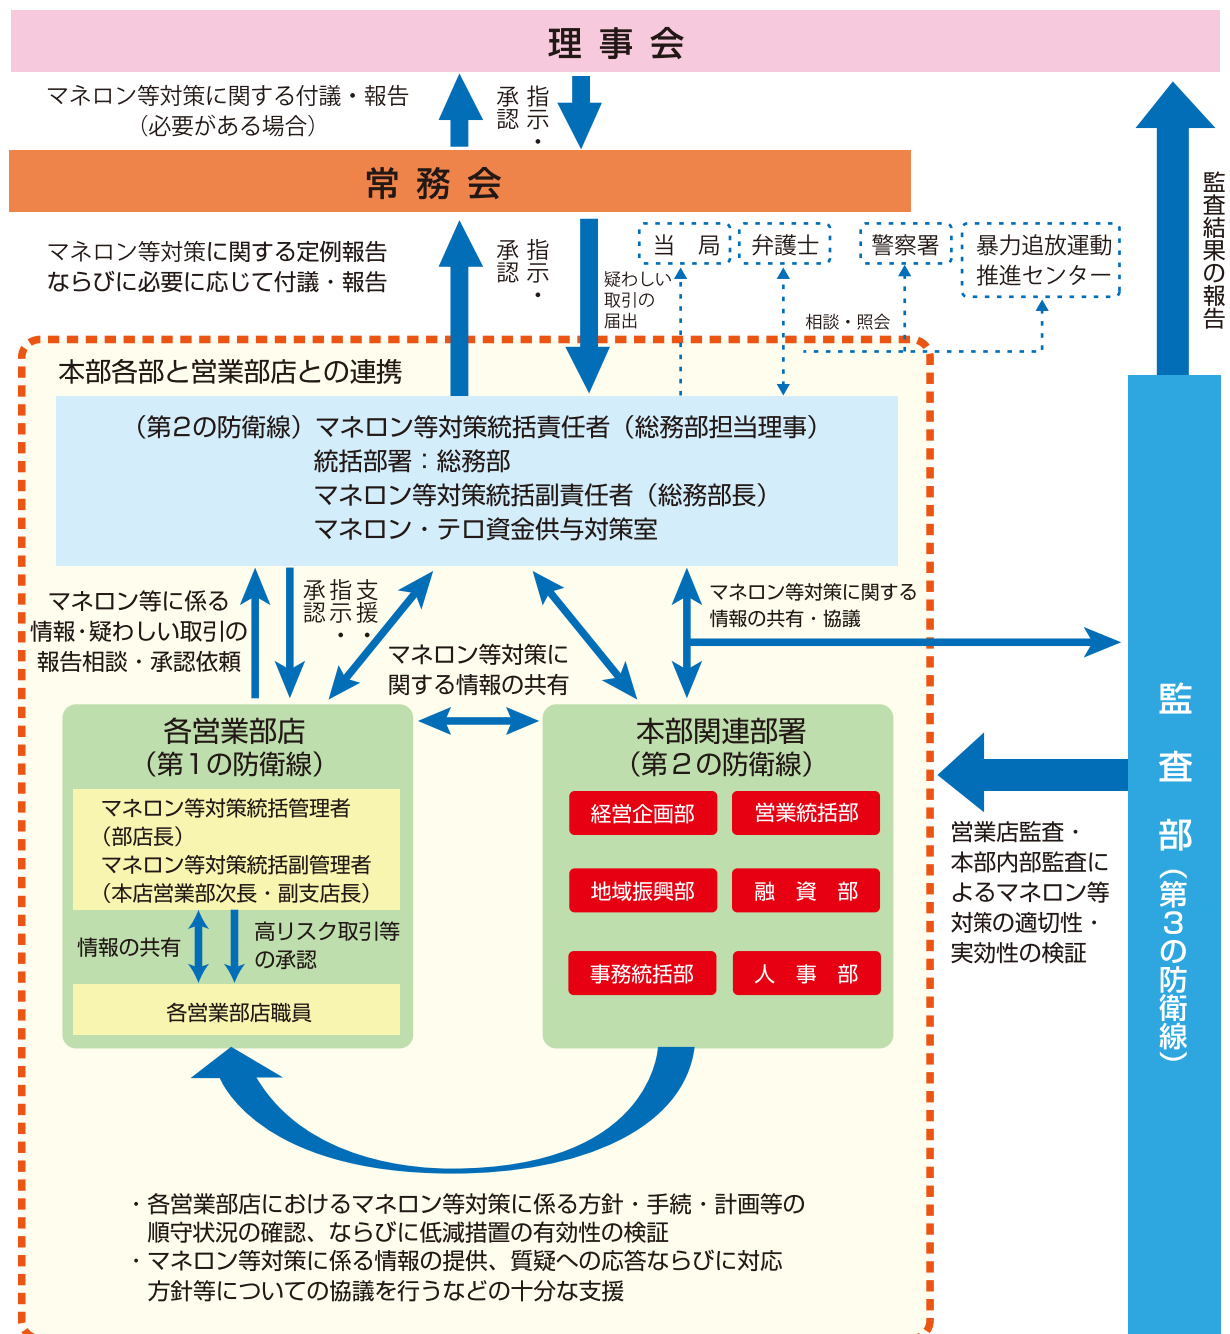 理事会
マネロン等対策に関する付議・報告
（必要がある場合）
指示・
承認
常務会
マネロン等対策に関する定例報告
ならびに必要に応じて付議・報告
指示・
承認
疑わしい
取引の
届出
当　局
弁護士
警察署
暴力追放運動
推進センター
相談・照会
監査結果の報告
本部各部と営業部店との連携
（第２の防衛線）マネロン等対策統括責任者（総務部担当理事）
統括部署：総務部
マネロン等対策統括副責任者（総務部長）
マネロン・テロ資金供与対策室
マネロン等に係る
情報・疑わしい取引の
報告相談・承認依頼
支援・
指示・
承認
マネロン等対策に
関する情報の共有
マネロン等対策に関する
情報の共有・協議
各営業部店
（第１の防衛線）
マネロン等対策統括管理者
（部店長）
マネロン等対策統括副管理者
（本店営業部次長・副支店長）
情報の共有
高リスク取引等
の承認
各営業部店職員
本部関連部署
（第２の防衛線）
経営企画部
営業統括部
地域振興部
融　資　部
事務統括部
人　事　部
監　査　部（第３の防衛線）
営業店監査・
本部内部監査に
よるマネロン等
対策の適切性・
実効性の検証
・各営業部店におけるマネロン等対策に係る方針・手続・計画等の
順守状況の確認、ならびに低減措置の有効性の検証
・マネロン等対策に係る情報の提供、質疑への応答ならびに対応
方針等についての協議を行うなどの十分な支援